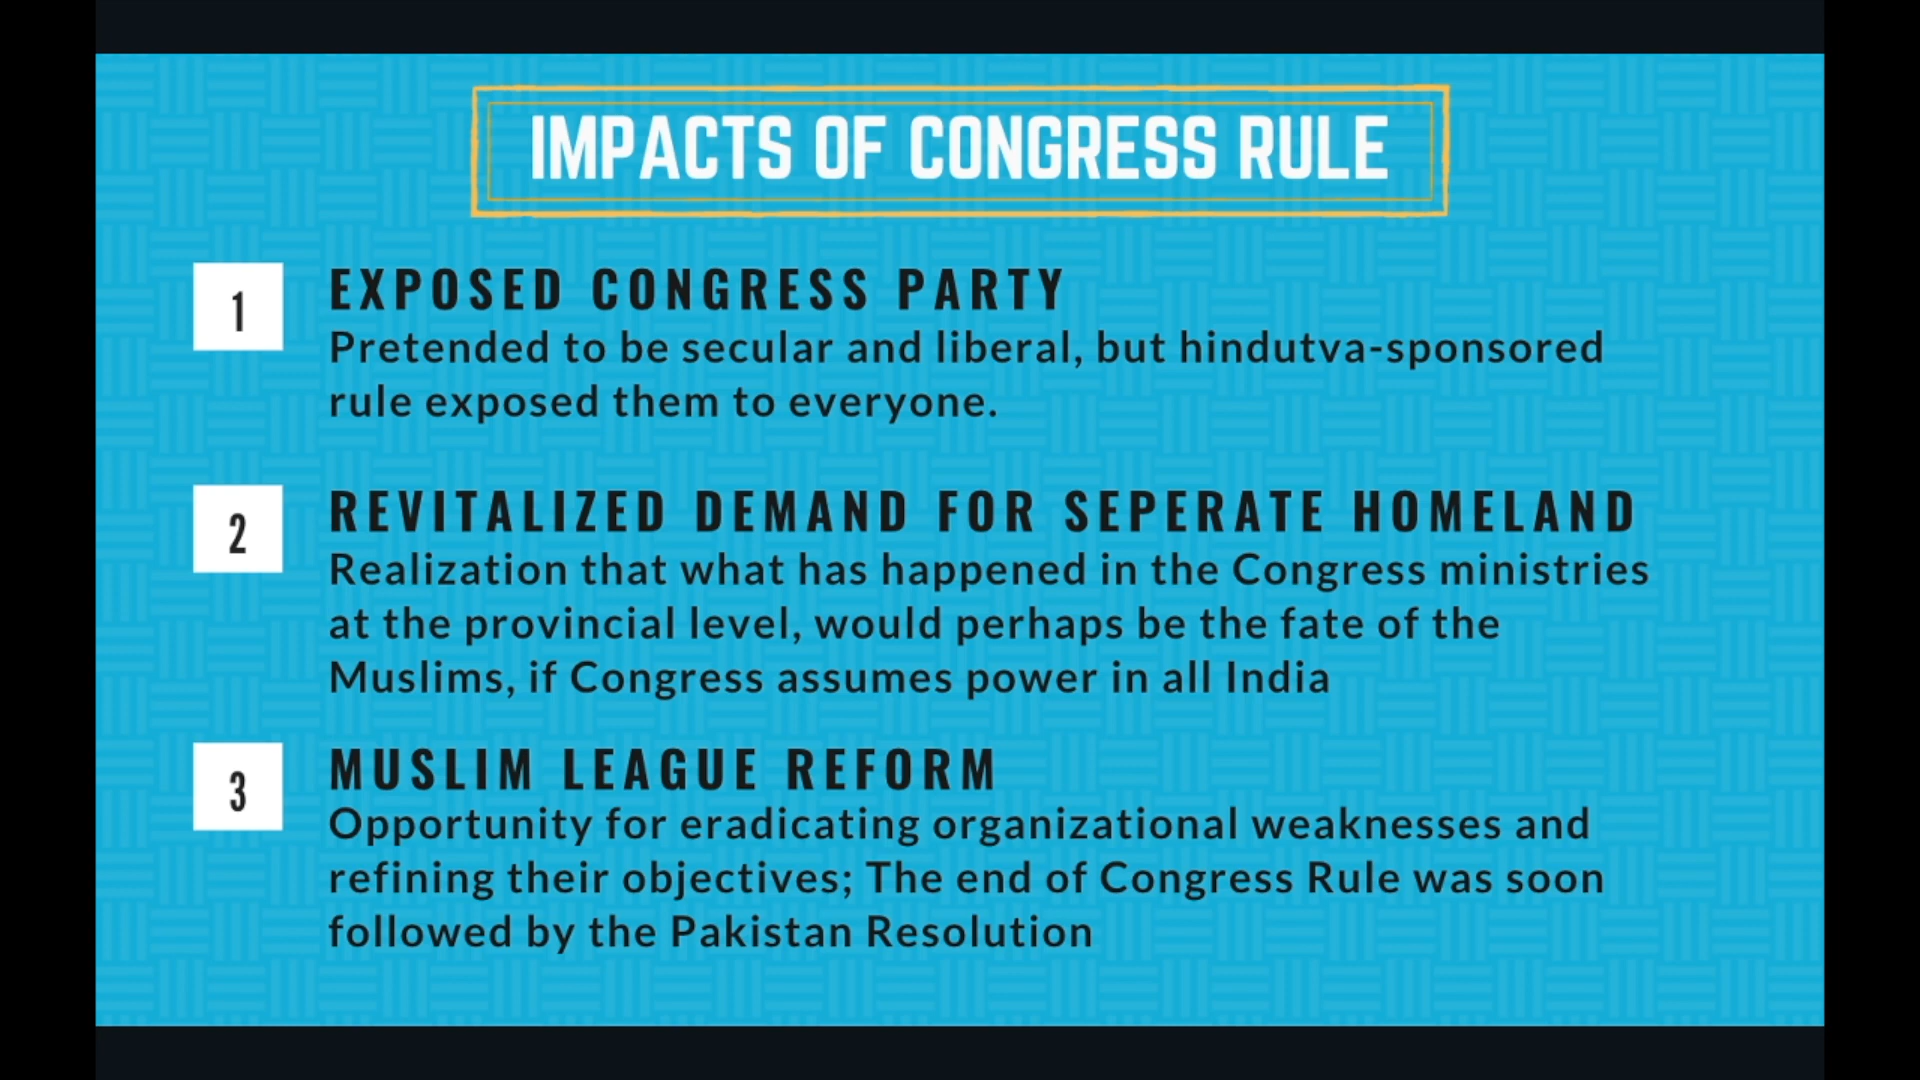 IMPACTS OF CONGRESS RULE
1
EXPOSED CONGRESS PARTY
Pretended to be secular and liberal, but hindutva-sponsored
rule exposed them to everyone.
2
REVITALIZED DEMAND FOR SEPERATE HOMELAND
Realization that what has happened in the Congress ministries
at the provincial level, would perhaps be the fate of the
Muslims, if Congress assumes power in all India
3
MUSLIM LEAGUE REFORM
Opportunity for eradicating organizational weaknesses and
refining their objectives; The end of Congress Rule was soon
followed by the Pakistan Resolution